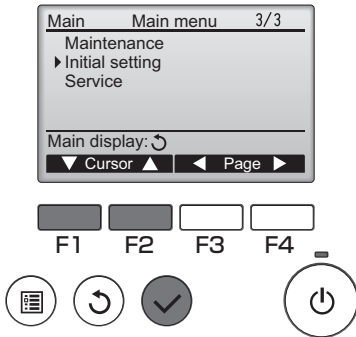 Main Main menu 3/3
Maintenance
Initial setting
Service
Main display:
Cursor Page
F1 F2 F3 F4